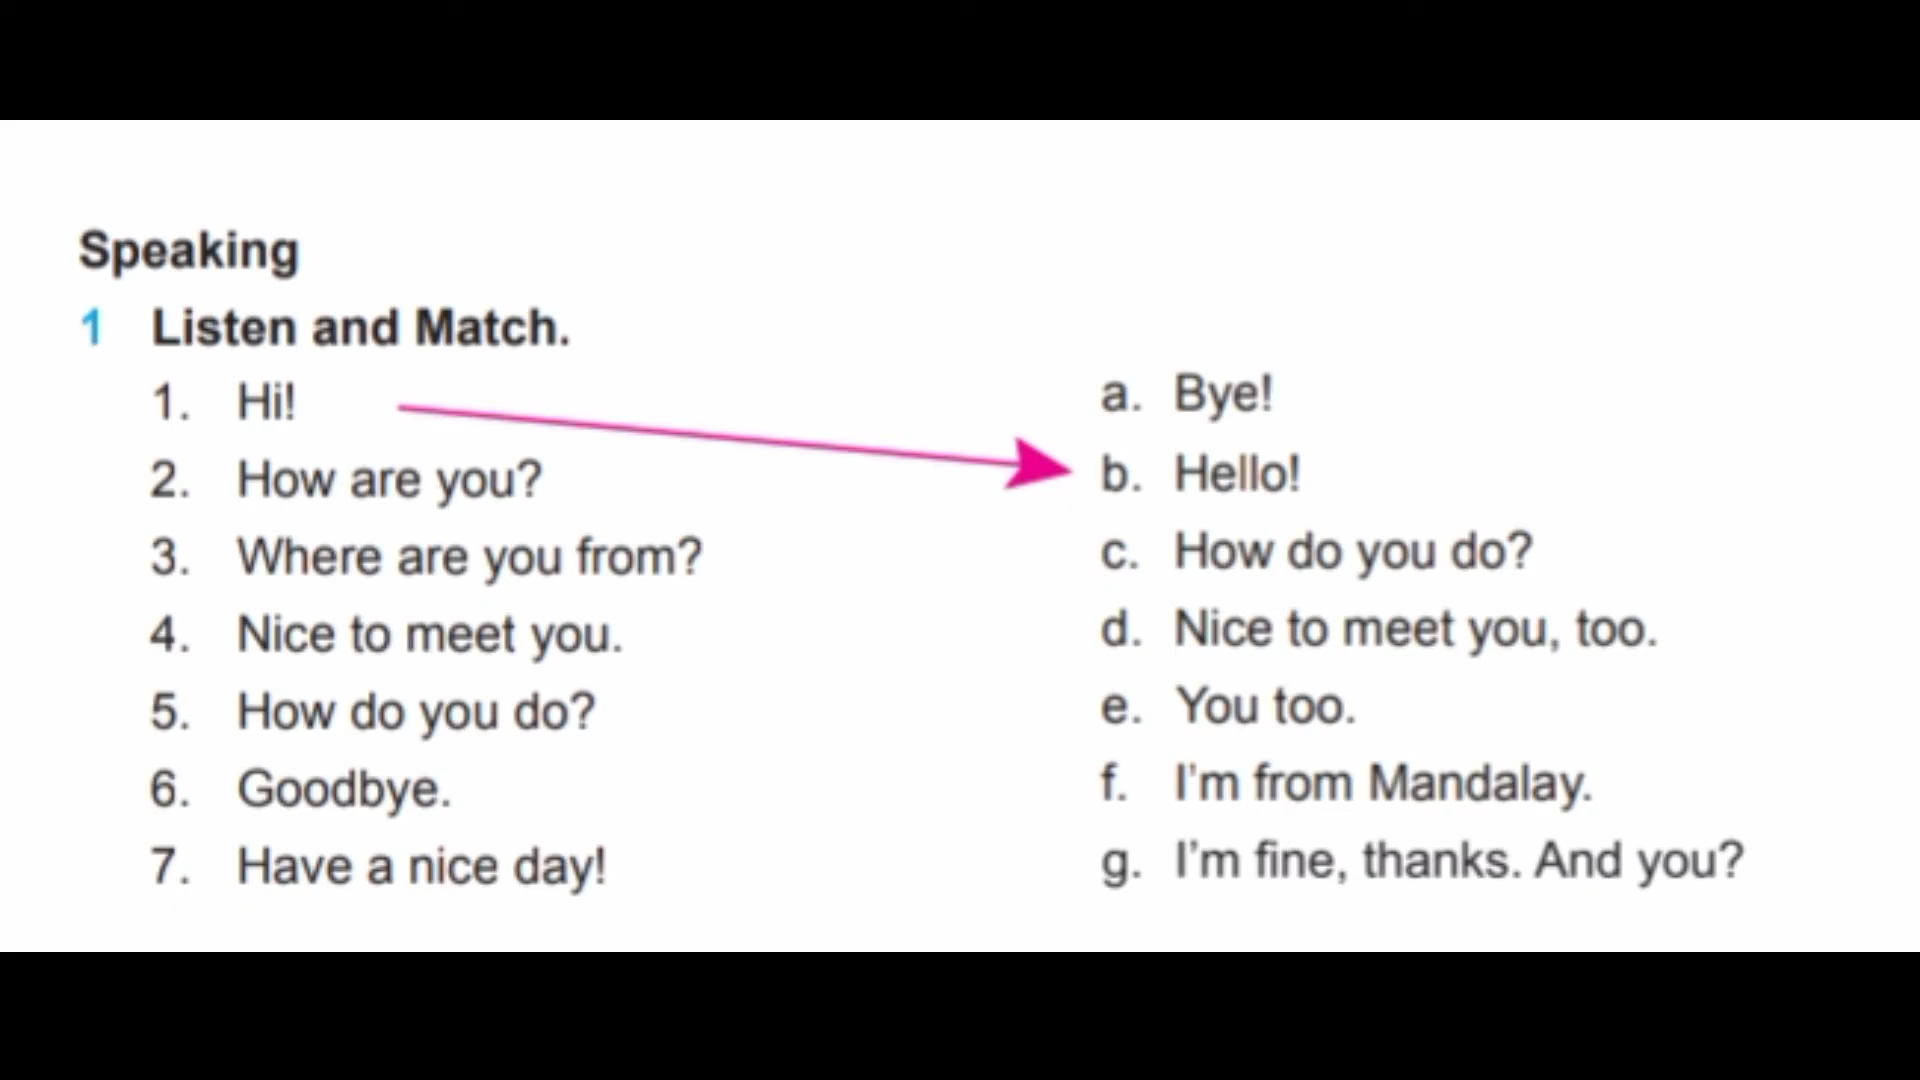 Speaking
1 Listen and Match.
1. Hi!
2. How are you?
3. Where are you from?
4. Nice to meet you.
5. How do you do?
6. Goodbye.
7. Have a nice day!
a. Bye!
b. Hello!
c. How do you do?
d. Nice to meet you, too.
e. You too.
f. I'm from Mandalay.
g. I'm fine, thanks. And you?